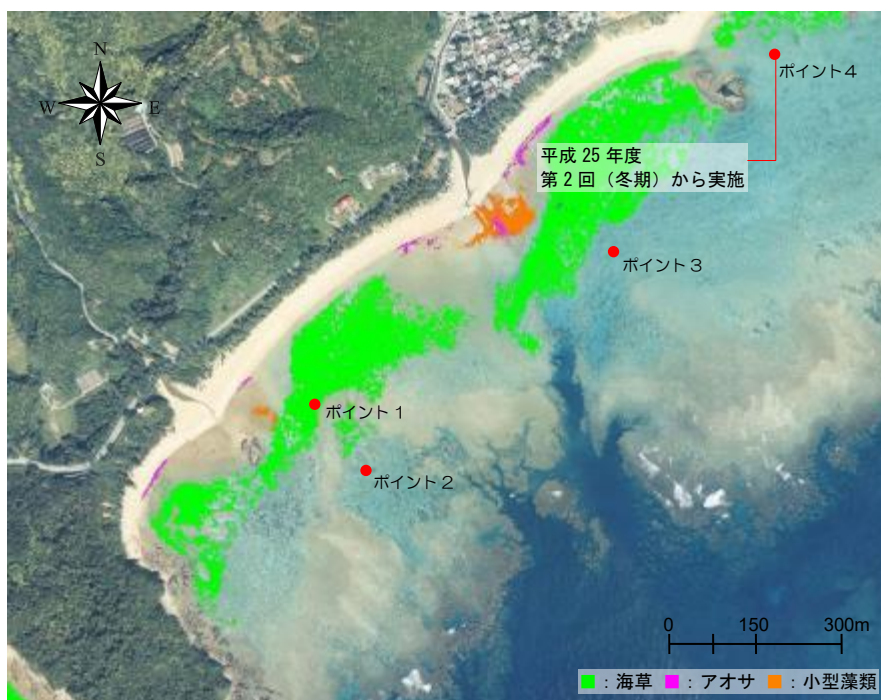 N
W E
S
ポイント4
平成 25 年度
第2回（冬期）から実施
ポイント3
ポイント1
ポイント2
0 150 300m
：海草 ：アオサ ：小型藻類